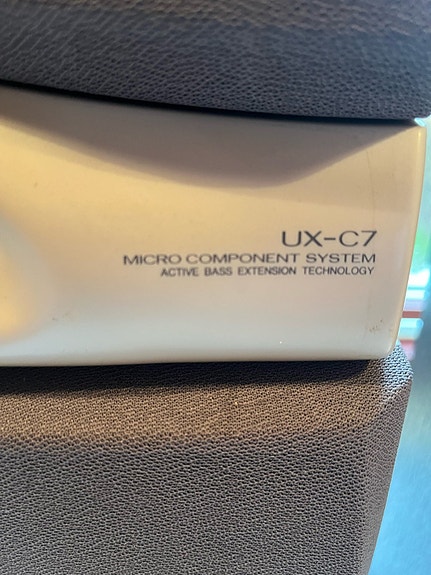 UX-C7
MICRO COMPONENT SYSTEM
ACTIVE BASS EXTENSION TECHNOLOGY